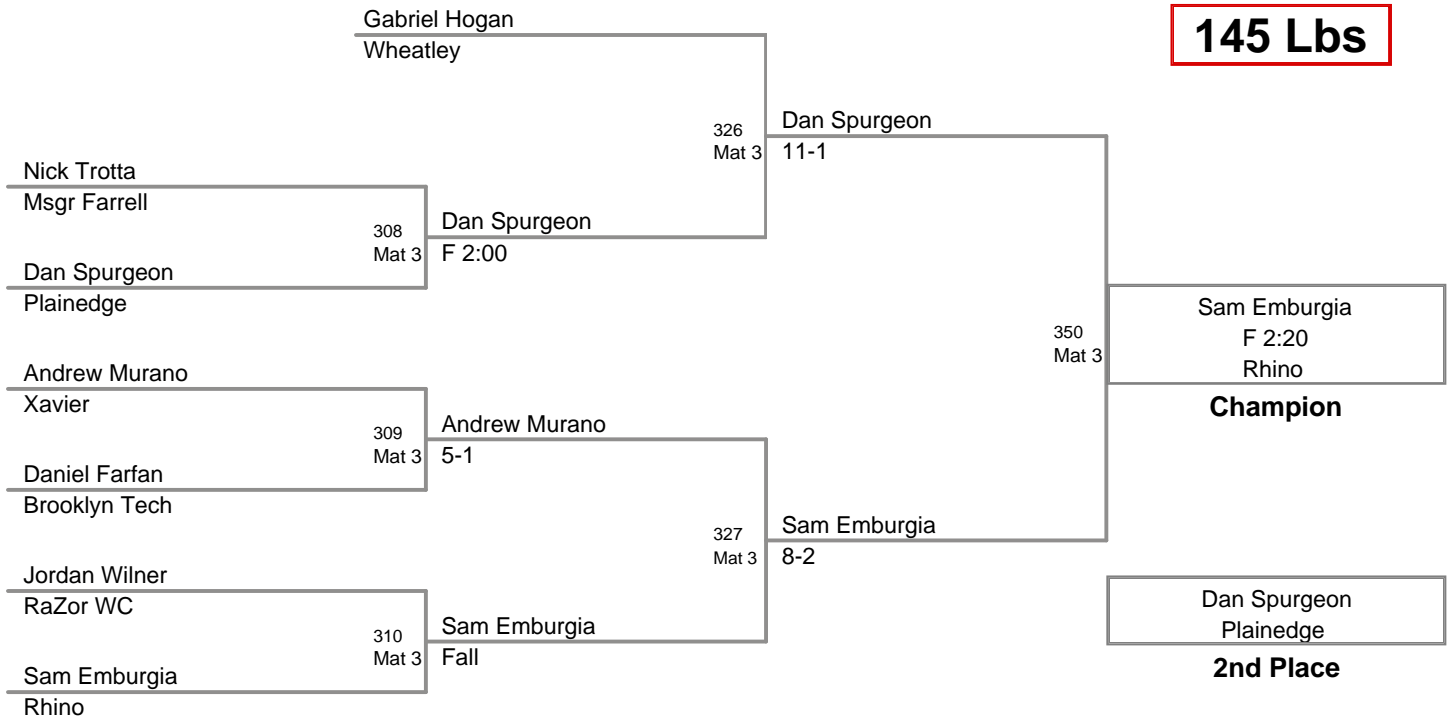 Gabriel Hogan
Wheatley
145 Lbs
326
Mat 3
Dan Spurgeon
11-1
Nick Trotta
Msgr Farrell
308
Mat 3
Dan Spurgeon
F 2:00
Dan Spurgeon
Plainedge
350
Mat 3
Sam Emburgia
F 2:20
Rhino
Champion
Andrew Murano
Xavier
309
Mat 3
Andrew Murano
5-1
Daniel Farfan
Brooklyn Tech
327
Mat 3
Sam Emburgia
8-2
Jordan Wilner
RaZor WC
310
Mat 3
Sam Emburgia
Fall
Sam Emburgia
Rhino
Dan Spurgeon
Plainedge
2nd Place